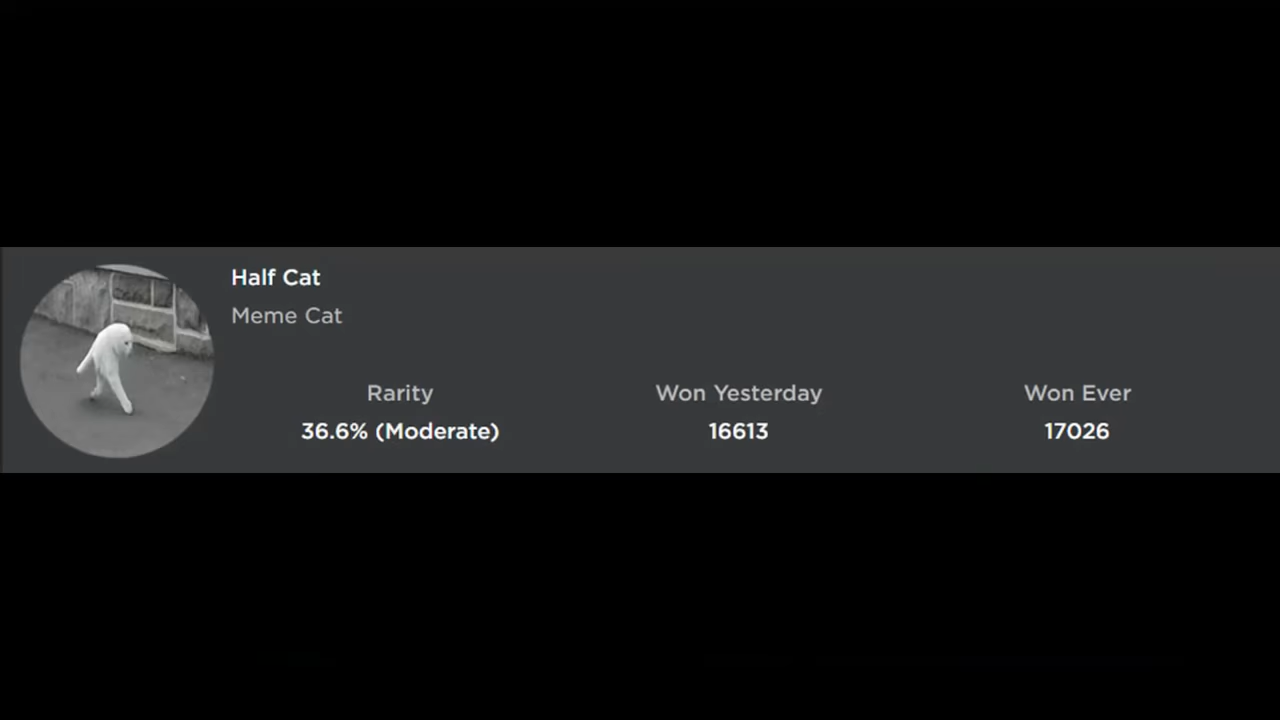 Half Cat
Meme Cat
Rarity Won Yesterday Won Ever
36.6% (Moderate) 16613 17026